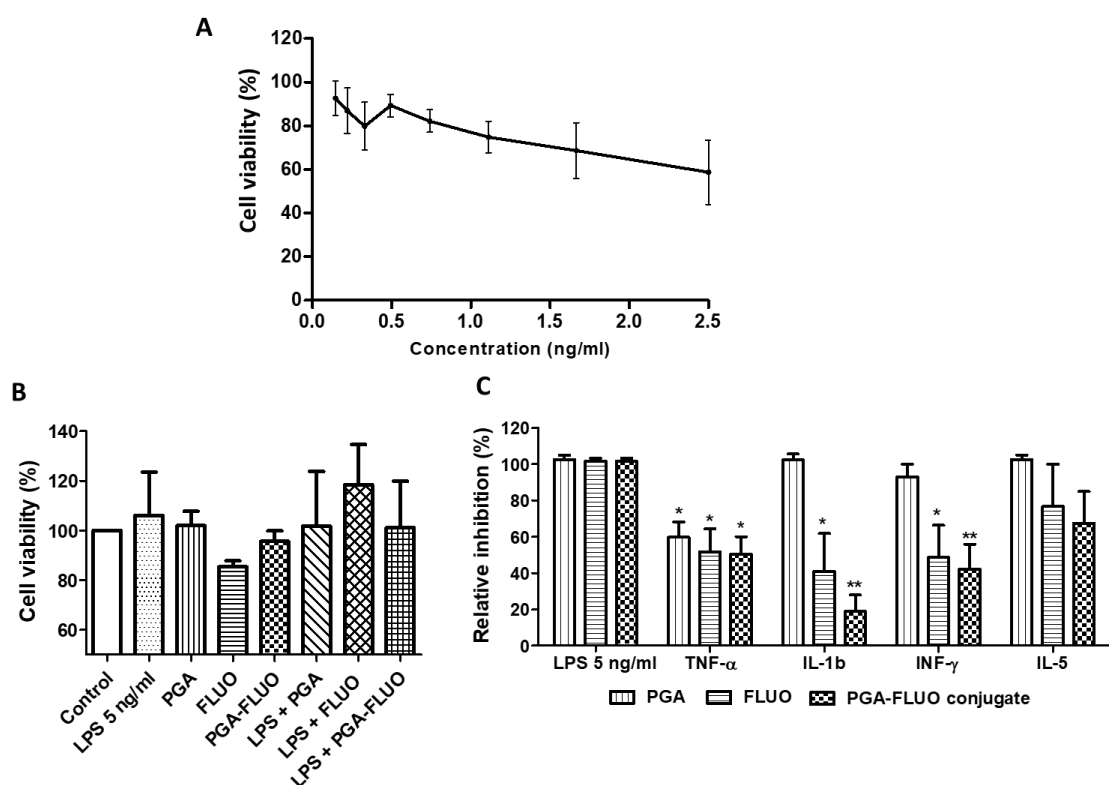 A
Cell viability (%)
120
100
80
60
40
20
0
0.0 0.5 1.0 1.5 2.0 2.5
Concentration (ng/ml)
B
Cell viability (%)
140
120
100
80
60
Control
LPS 5 ng/ml
PGA
FLUO
PGA-FLUO
LPS + PGA
LPS + FLUO
LPS + PGA-FLUO
C
Relative inhibition (%)
120
100
80
60
40
20
0
* * *
* **
* **
LPS 5 ng/ml TNF-α IL-1b INF-γ IL-5
PGA FLUO PGA-FLUO conjugate